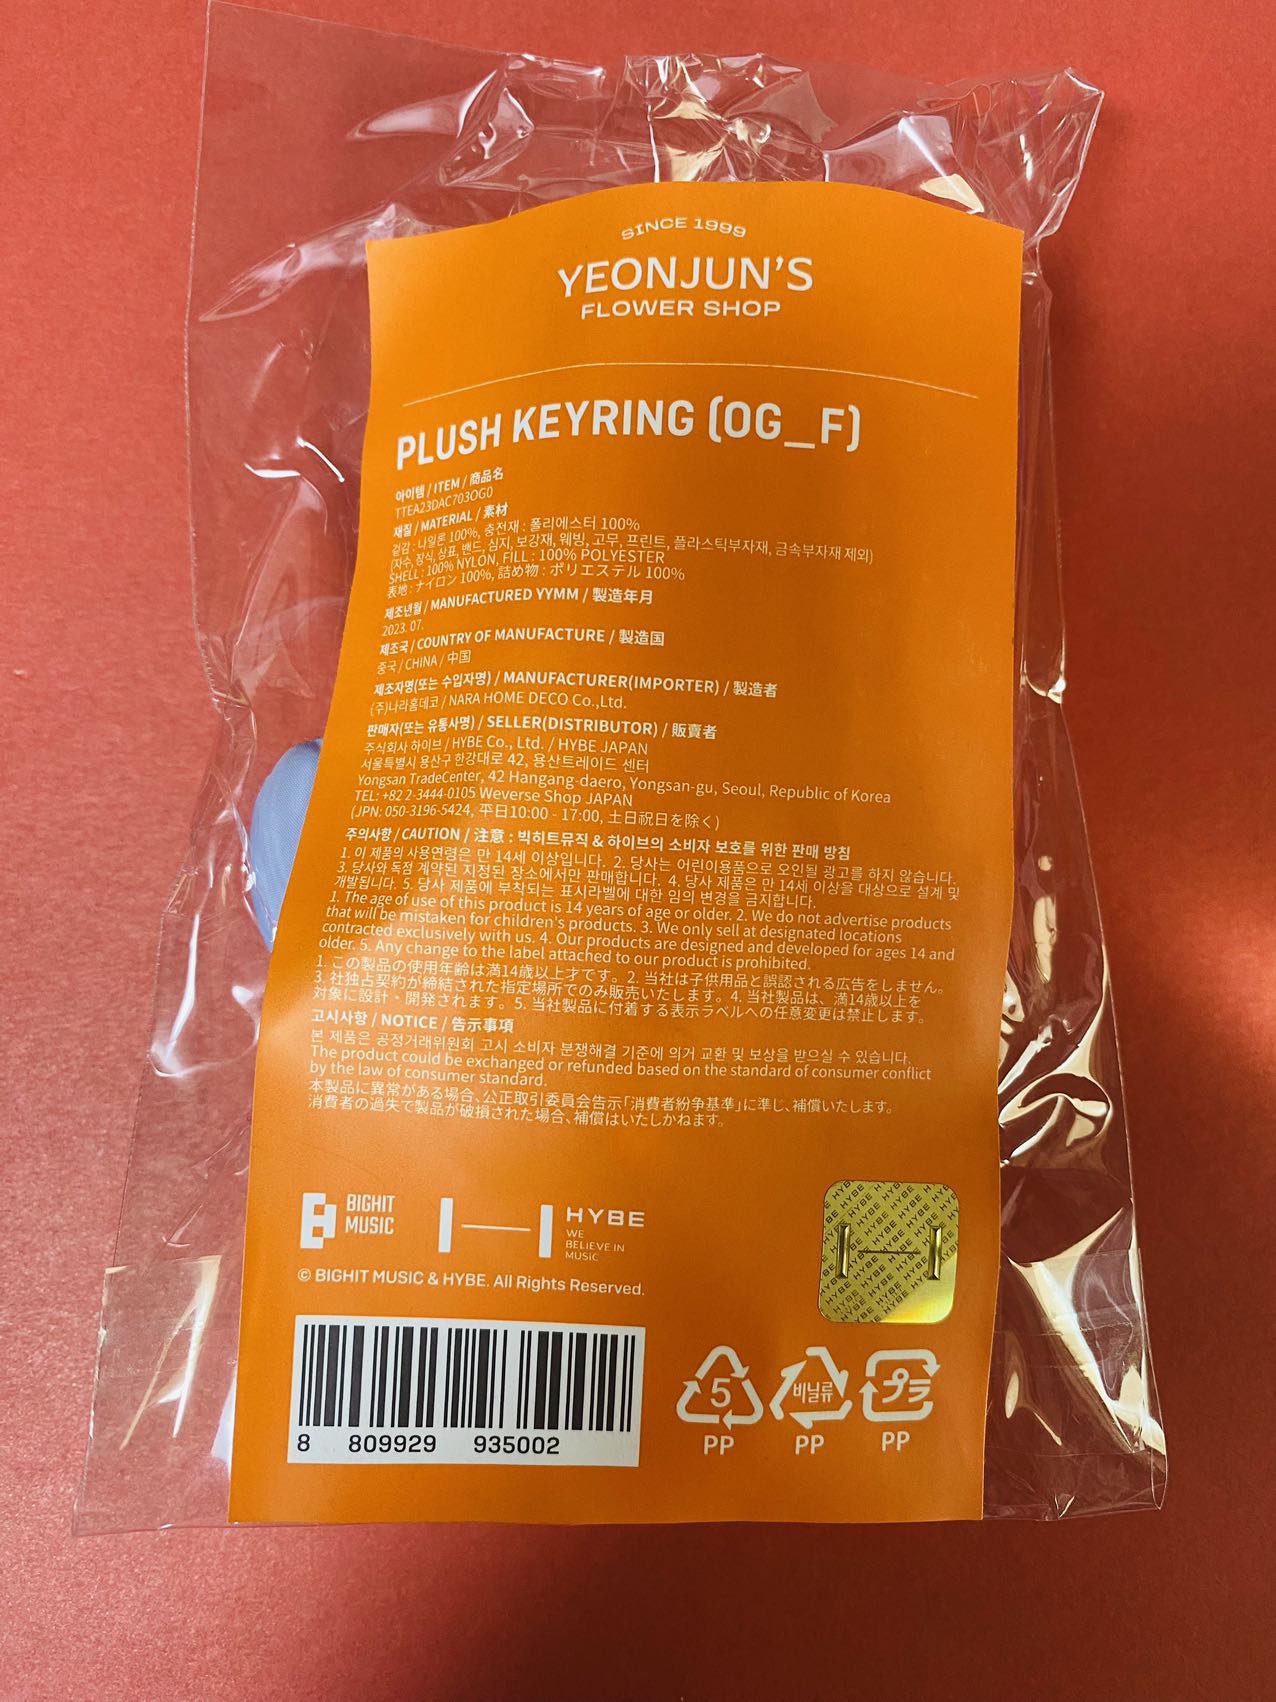 SINCE 1999
YEONJUN'S
FLOWER SHOP
PLUSH KEYRING (OG_F)
아이템 / ITEM / 商品名
TTEA23DAC703OG0
재질 / MATERIAL / 素材
겉감 : 나일론 100%, 충전재 : 폴리에스터 100%
(자수, 장식, 상표, 밴드, 심지, 보강재, 웨빙, 고무, 프린트, 플라스틱부자재, 금속부자재 제외)
SHELL : 100% NYLON, FILL : 100% POLYESTER
表地 : ナイロン 100%, 詰め物 : ポリエステル 100%
제조년월 / MANUFACTURED YYMM / 製造年月
2023. 07.
제조국 / COUNTRY OF MANUFACTURE / 製造国
중국 / CHINA / 中国
제조자명(또는 수입자명) / MANUFACTURER(IMPORTER) / 製造者
(주)나라홈데코 / NARA HOME DECO Co.,Ltd.
판매자(또는 유통사명) / SELLER(DISTRIBUTOR) / 販賣者
주식회사 하이브 / HYBE Co., Ltd. / HYBE JAPAN
서울특별시 용산구 한강대로 42, 용산트레이드 센터
Yongsan TradeCenter, 42 Hangang-daero, Yongsan-gu, Seoul, Republic of Korea
TEL: +82 2-3444-0105 Weverse Shop JAPAN
(JPN: 050-3196-5424, 平日10:00 - 17:00, 土日祝日を除く)
주의사항 / CAUTION / 注意 : 빅히트뮤직 & 하이브의 소비자 보호를 위한 판매 방침
1. 이 제품의 사용연령은 만 14세 이상입니다. 2. 당사는 어린이용품으로 오인될 광고를 하지 않습니다.
3. 당사와 독점 계약된 지정된 장소에서만 판매합니다. 4. 당사 제품은 만 14세 이상을 대상으로 설계 및
개발됩니다. 5. 당사 제품에 부착되는 표시라벨에 대한 임의 변경을 금지합니다.
1. The age of use of this product is 14 years of age or older. 2. We do not advertise products
that will be mistaken for children's products. 3. We only sell at designated locations
contracted exclusively with us. 4. Our products are designed and developed for ages 14 and
older. 5. Any change to the label attached to our product is prohibited.
1. この製品の使用年齢は満14歳以上才です。2. 当社は子供用品と誤認される広告をしません。
3. 社独占契約が締結された指定場所でのみ販売いたします。4. 当社製品は、満14歳以上を
対象に設計・開発されます。5. 当社製品に付着する表示ラベルへの任意変更は禁止します。
고시사항 / NOTICE / 告示事項
본 제품은 공정거래위원회 고시 소비자 분쟁해결 기준에 의거 교환 및 보상을 받으실 수 있습니다.
The product could be exchanged or refunded based on the standard of consumer conflict
by the law of consumer standard.
本製品に異常がある場合、公正取引委員会告示「消費者紛争基準」に準じ、補償いたします。
消費者の過失で製品が破損された場合、補償はいたしかねます。
BIGHIT
MUSIC
HYBE
WE
BELIEVE IN
MUSIC
© BIGHIT MUSIC & HYBE. All Rights Reserved.
8 809929 935002
5
PP
비닐류
PP
プラ
PP